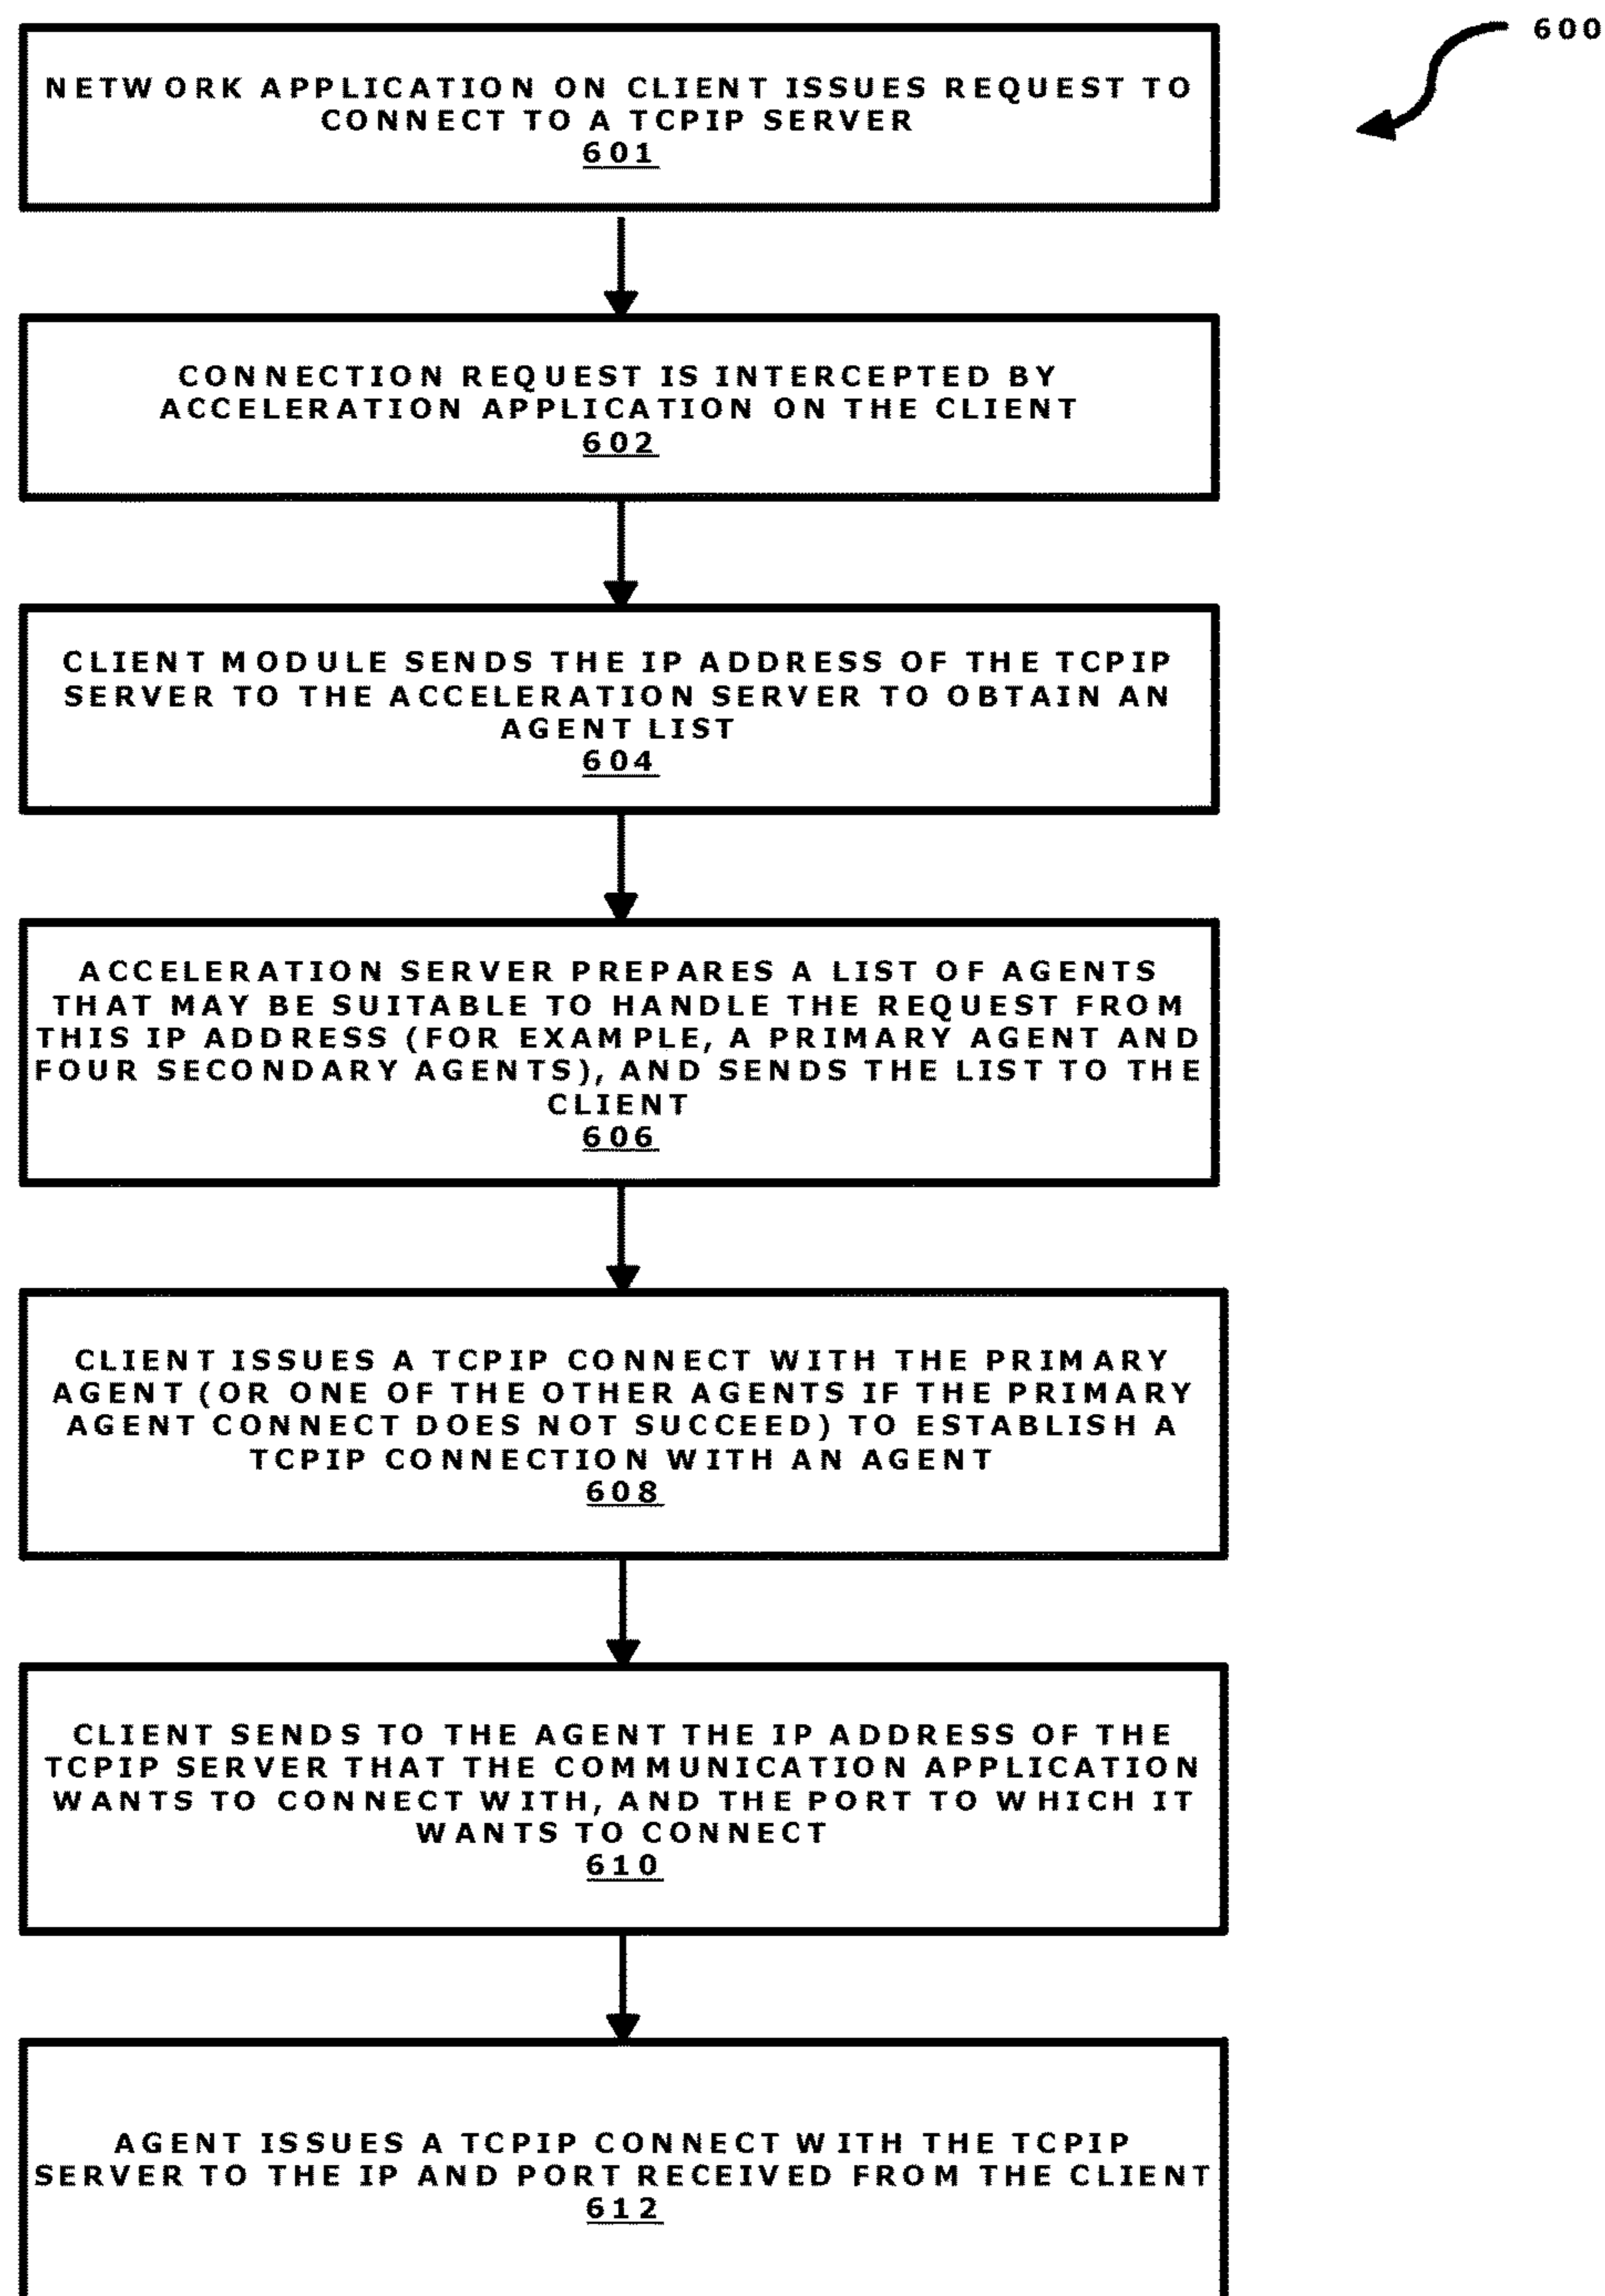 600
NETWORK APPLICATION ON CLIENT ISSUES REQUEST TO
CONNECT TO A TCPIP SERVER
601
CONNECTION REQUEST IS INTERCEPTED BY
ACCELERATION APPLICATION ON THE CLIENT
602
CLIENT MODULE SENDS THE IP ADDRESS OF THE TCPIP
SERVER TO THE ACCELERATION SERVER TO OBTAIN AN
AGENT LIST
604
ACCELERATION SERVER PREPARES A LIST OF AGENTS
THAT MAY BE SUITABLE TO HANDLE THE REQUEST FROM
THIS IP ADDRESS (FOR EXAMPLE, A PRIMARY AGENT AND
FOUR SECONDARY AGENTS), AND SENDS THE LIST TO THE
CLIENT
606
CLIENT ISSUES A TCPIP CONNECT WITH THE PRIMARY
AGENT (OR ONE OF THE OTHER AGENTS IF THE PRIMARY
AGENT CONNECT DOES NOT SUCCEED) TO ESTABLISH A
TCPIP CONNECTION WITH AN AGENT
608
CLIENT SENDS TO THE AGENT THE IP ADDRESS OF THE
TCPIP SERVER THAT THE COMMUNICATION APPLICATION
WANTS TO CONNECT WITH, AND THE PORT TO WHICH IT
WANTS TO CONNECT
610
AGENT ISSUES A TCPIP CONNECT WITH THE TCPIP
SERVER TO THE IP AND PORT RECEIVED FROM THE CLIENT
612